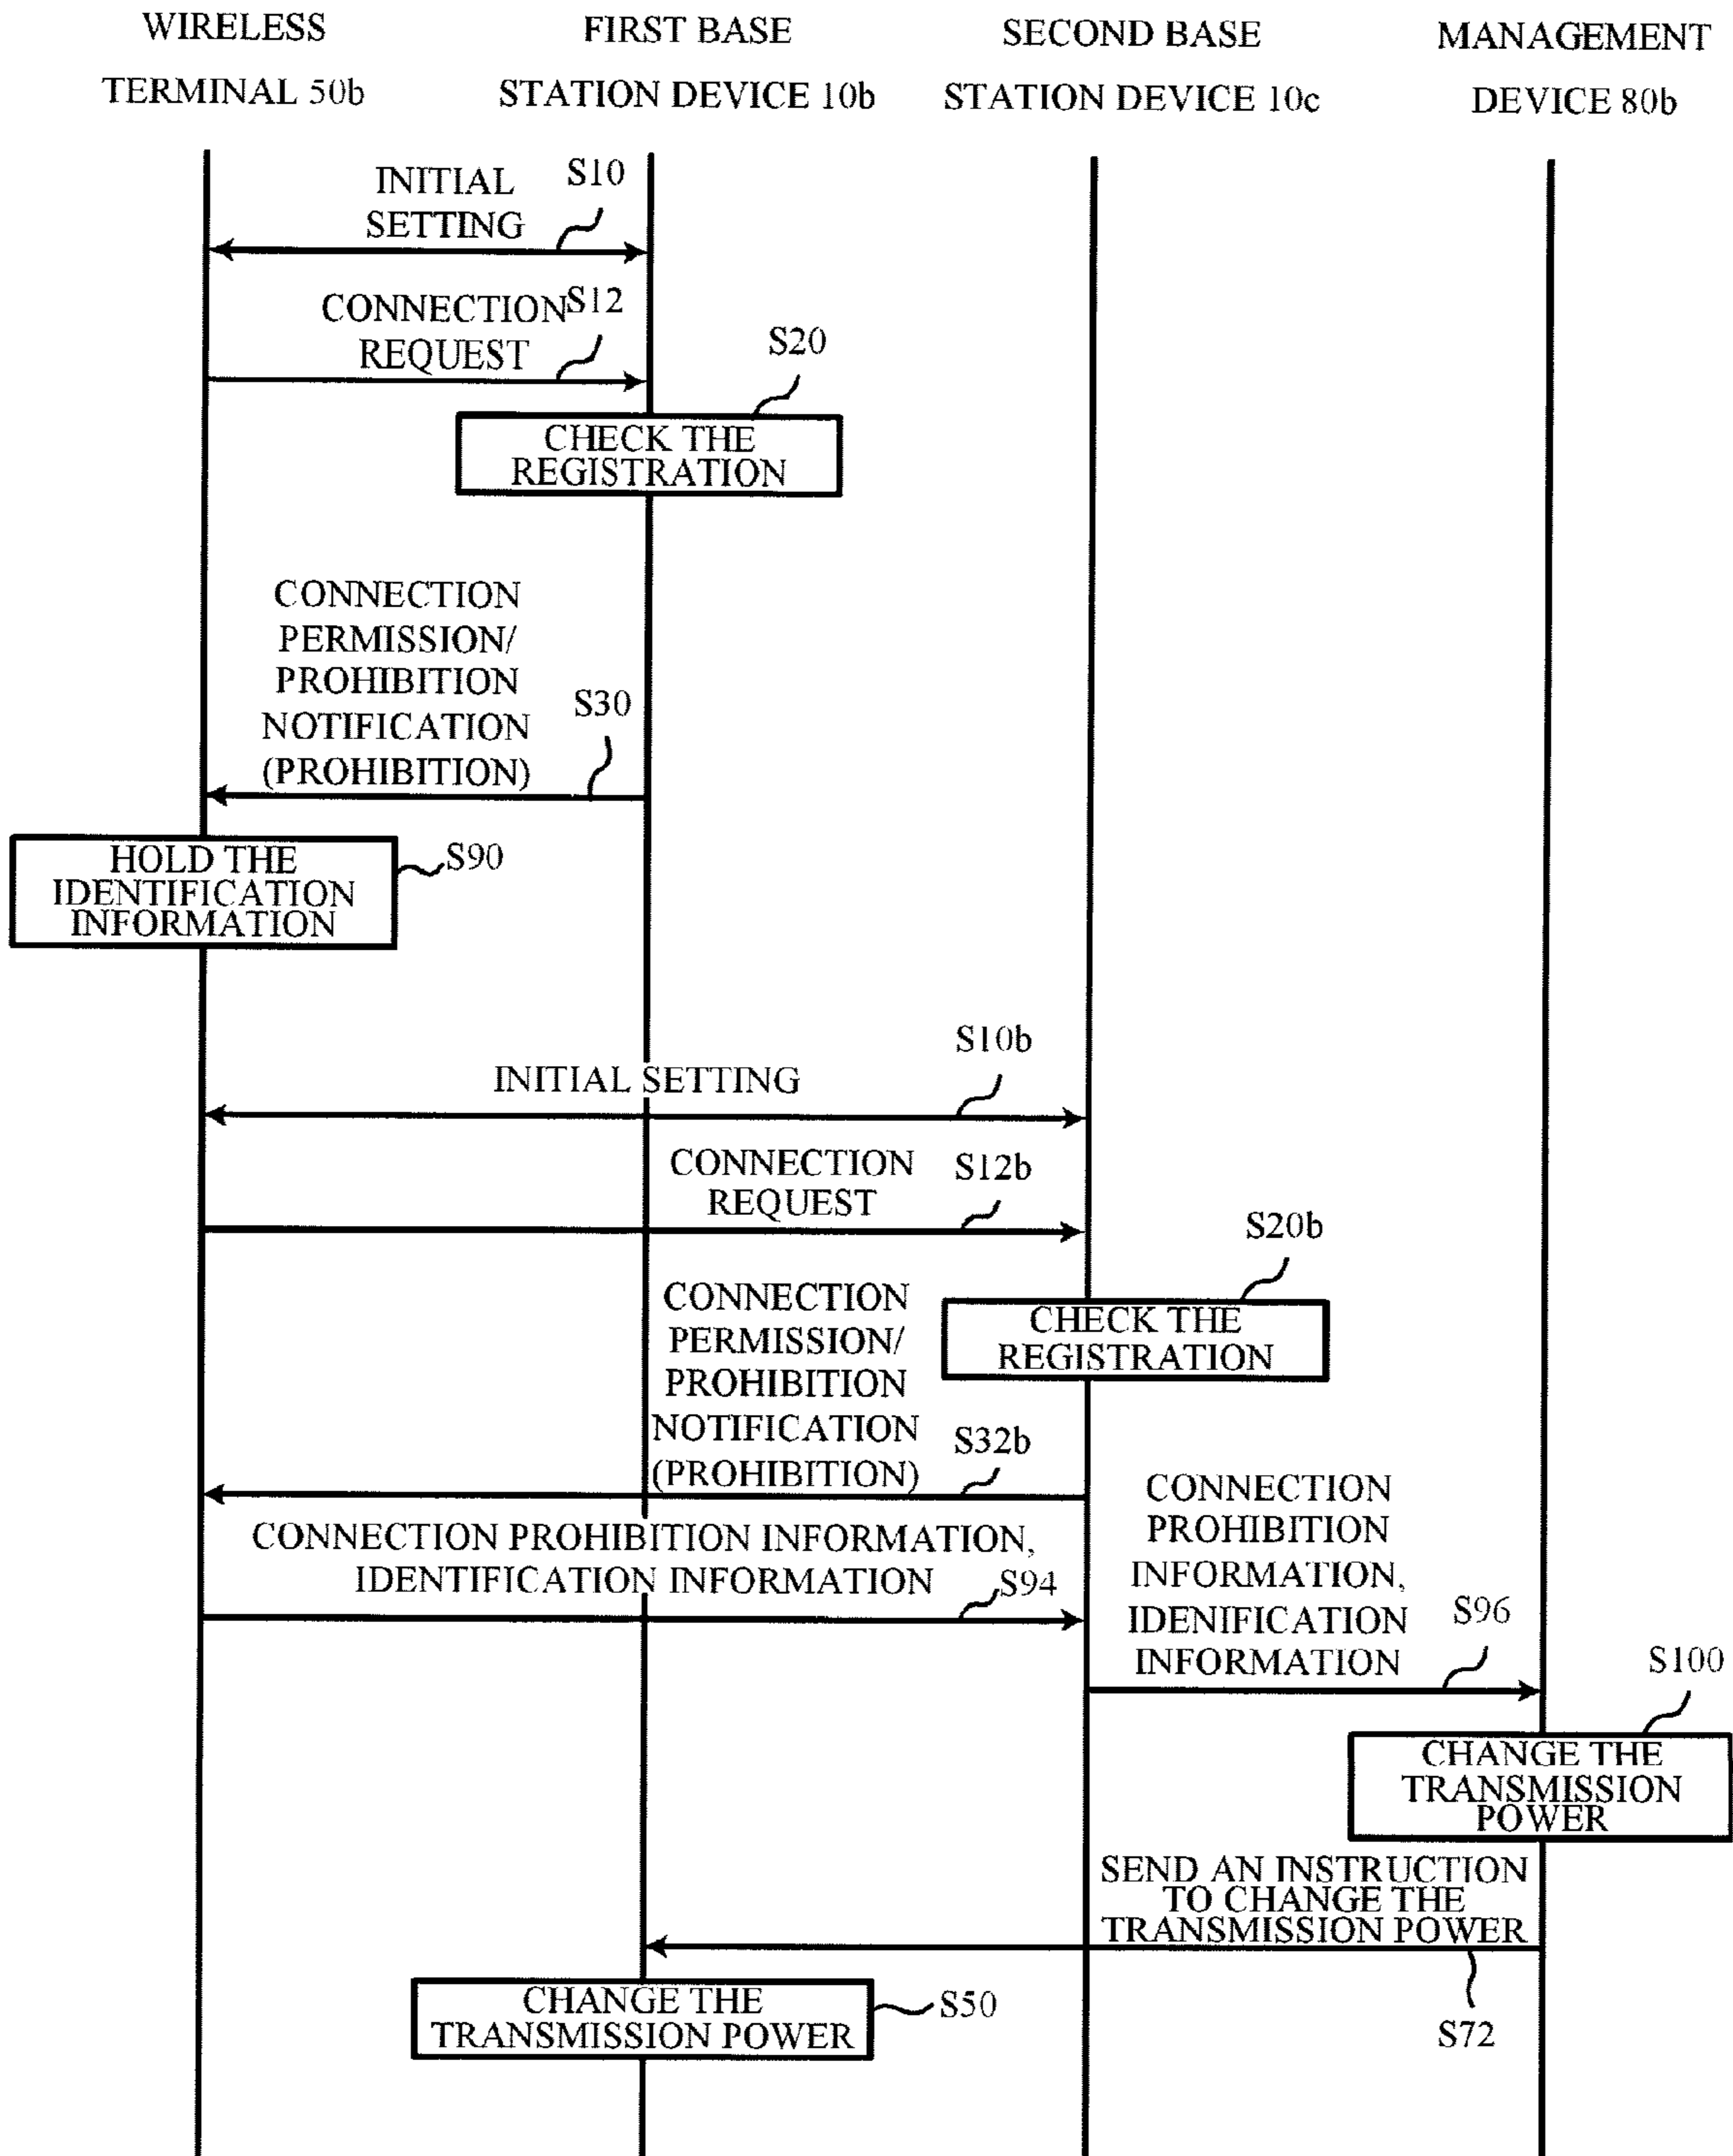 WIRELESS
TERMINAL 50b
FIRST BASE
STATION DEVICE 10b
SECOND BASE
STATION DEVICE 10c
MANAGEMENT
DEVICE 80b
INITIAL
SETTING
S10
CONNECTION
REQUEST
S12
S20
CHECK THE
REGISTRATION
CONNECTION
PERMISSION/
PROHIBITION
NOTIFICATION
(PROHIBITION)
S30
HOLD THE
IDENTIFICATION
INFORMATION
S90
INITIAL SETTING
S10b
CONNECTION
REQUEST
S12b
S20b
CHECK THE
REGISTRATION
CONNECTION
PERMISSION/
PROHIBITION
NOTIFICATION
(PROHIBITION)
S32b
CONNECTION PROHIBITION INFORMATION,
IDENTIFICATION INFORMATION
S94
CONNECTION
PROHIBITION
INFORMATION,
IDENIFICATION
INFORMATION
S96
S100
CHANGE THE
TRANSMISSION
POWER
SEND AN INSTRUCTION
TO CHANGE THE
TRANSMISSION POWER
S72
CHANGE THE
TRANSMISSION POWER
S50